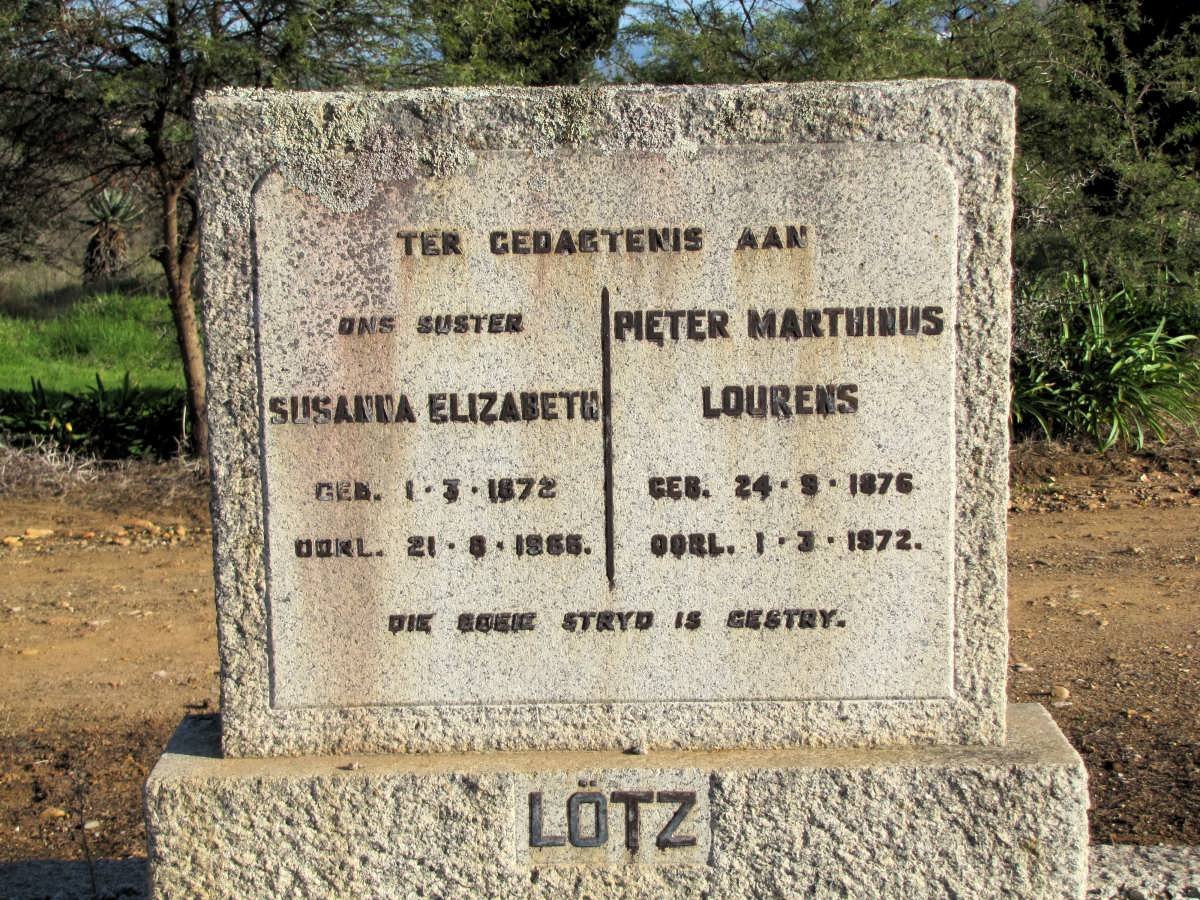 TER GEDAGTENIS AAN
ONS SUSTER
SUSANNA ELIZABETH
GEB. 1·3·1872
OORL. 21·8·1966.
PIETER MARTHINUS
LOURENS
GEB. 24·9·1876
OORL. 1·3·1972.
DIE GOEIE STRYD IS GESTRY.
LÖTZ